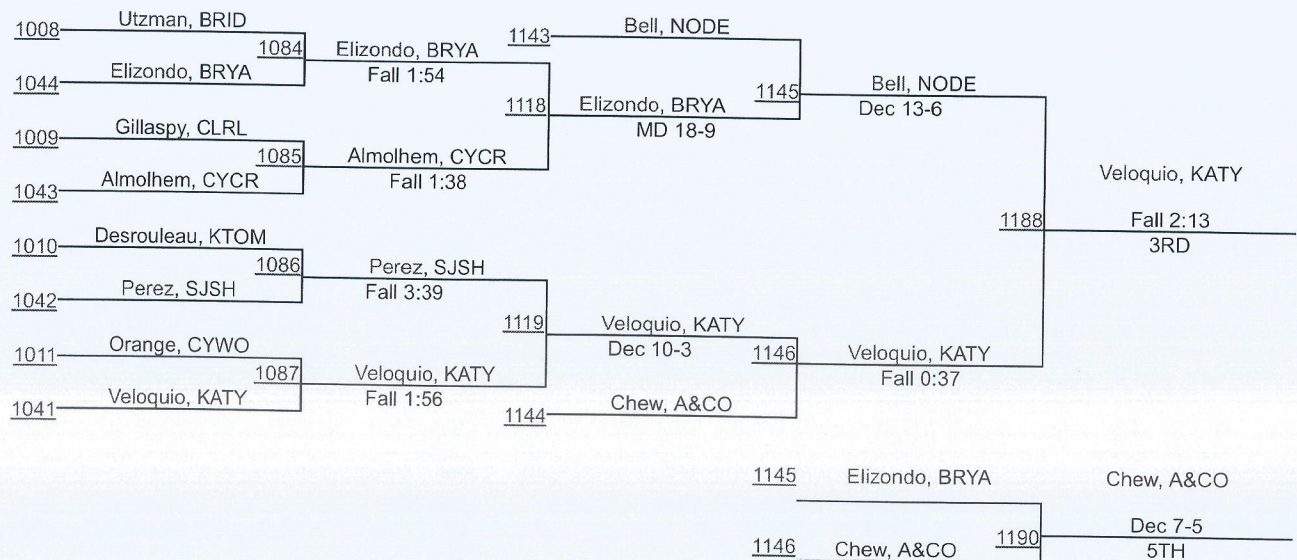 1008 Utzman, BRID
1084 Elizondo, BRYA
Fall 1:54
1044 Elizondo, BRYA
1143 Bell, NODE
1118 Elizondo, BRYA
MD 18-9
1145 Bell, NODE
Dec 13-6
1009 Gillaspy, CLRL
1085 Almolhem, CYCR
Fall 1:38
1043 Almolhem, CYCR
1188 Veloquio, KATY
Fall 2:13
3RD
1010 Desrouleau, KTOM
1086 Perez, SJSH
Fall 3:39
1042 Perez, SJSH
1119 Veloquio, KATY
Dec 10-3
1146 Veloquio, KATY
Fall 0:37
1011 Orange, CYWO
1087 Veloquio, KATY
Fall 1:56
1041 Veloquio, KATY
1144 Chew, A&CO
1145 Elizondo, BRYA
1190 Chew, A&CO
Dec 7-5
5TH
1146 Chew, A&CO